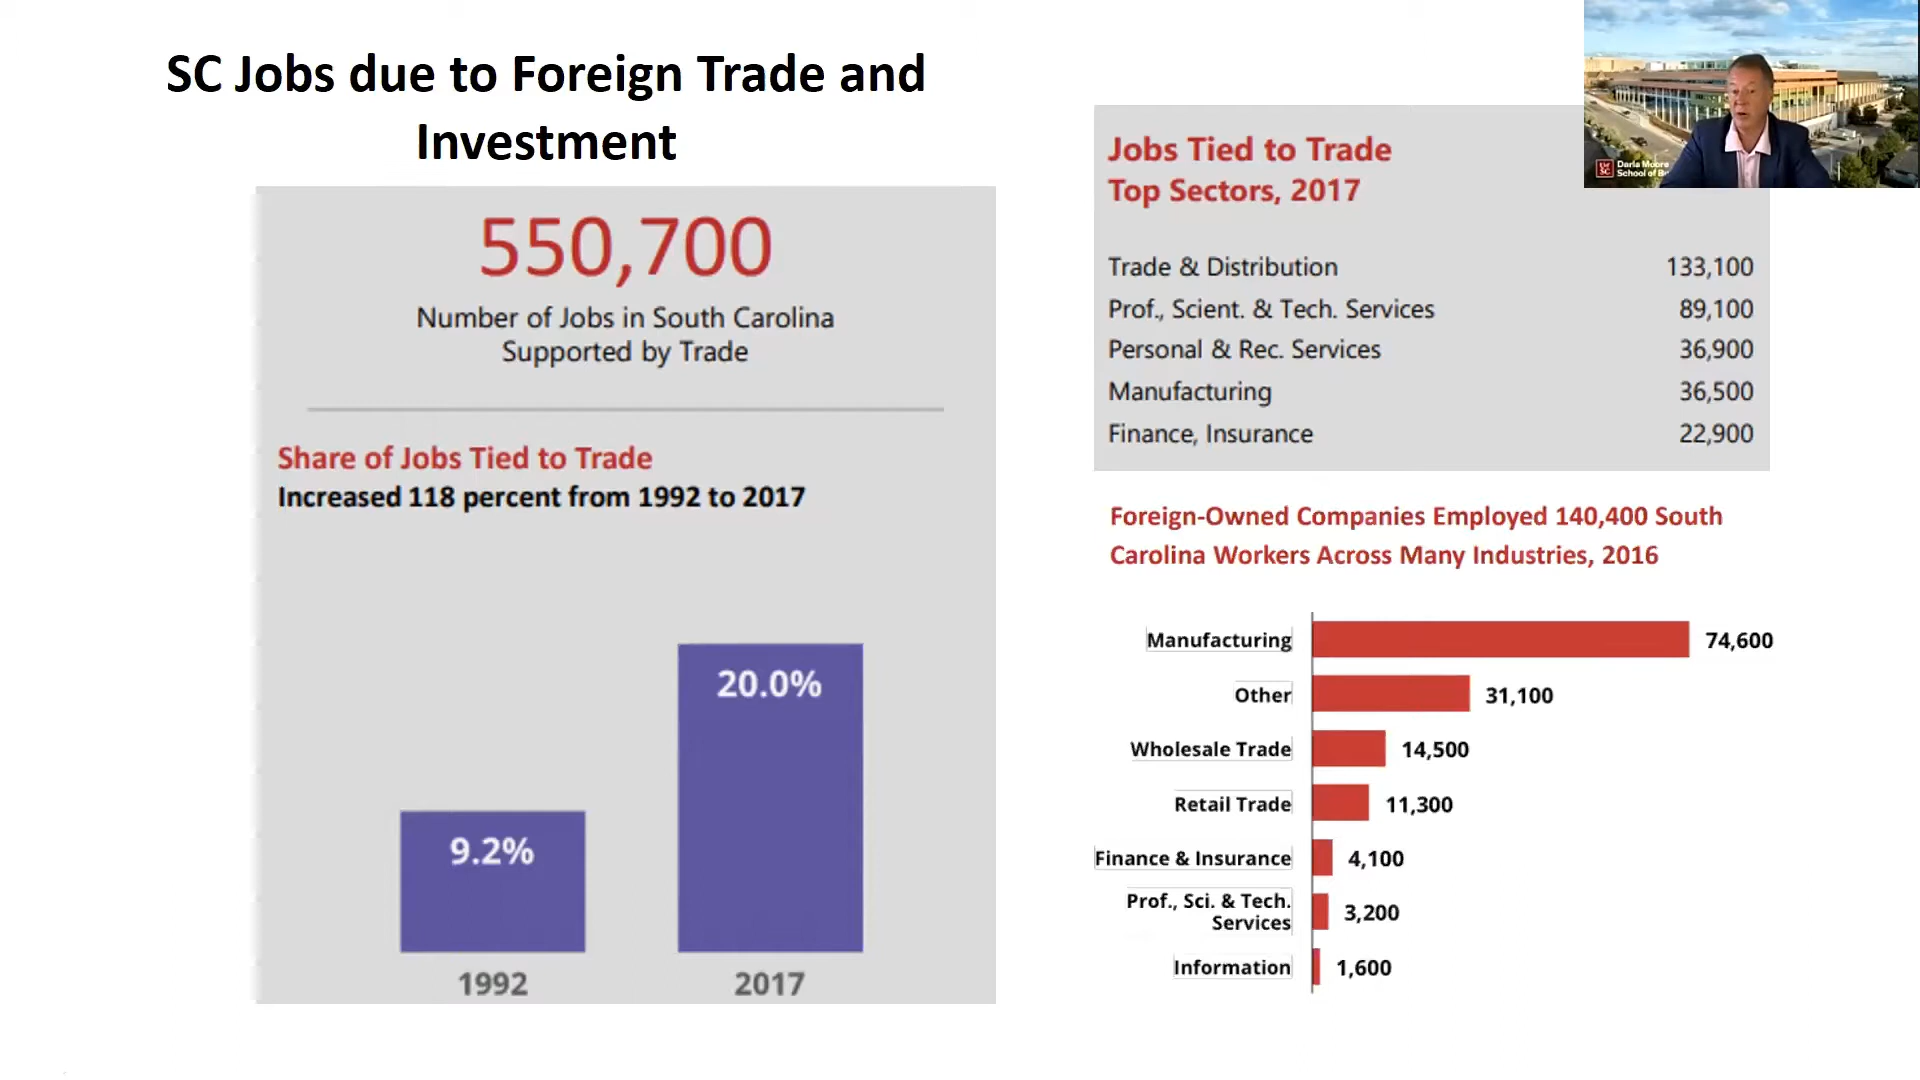 SC Jobs due to Foreign Trade and
Investment
550,700
Number of Jobs in South Carolina
Supported by Trade
Share of Jobs Tied to Trade
Increased 118 percent from 1992 to 2017
9.2%
20.0%
1992
2017
Jobs Tied to Trade
Top Sectors, 2017
Trade & Distribution 133,100
Prof., Scient. & Tech. Services 89,100
Personal & Rec. Services 36,900
Manufacturing 36,500
Finance, Insurance 22,900
Foreign-Owned Companies Employed 140,400 South
Carolina Workers Across Many Industries, 2016
Manufacturing 74,600
Other 31,100
Wholesale Trade 14,500
Retail Trade 11,300
Finance & Insurance 4,100
Prof., Sci. & Tech.
Services 3,200
Information 1,600
Darla Moore
School of